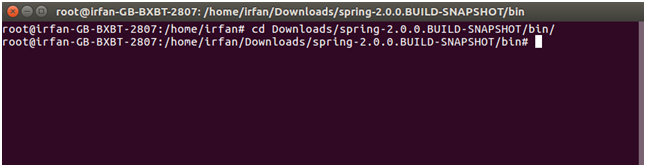 root@irfan-GB-BXBT-2807: /home/irfan/Downloads/spring-2.0.0.BUILD-SNAPSHOT/bin
root@irfan-GB-BXBT-2807:/home/irfan# cd Downloads/spring-2.0.0.BUILD-SNAPSHOT/bin/
root@irfan-GB-BXBT-2807:/home/irfan/Downloads/spring-2.0.0.BUILD-SNAPSHOT/bin#